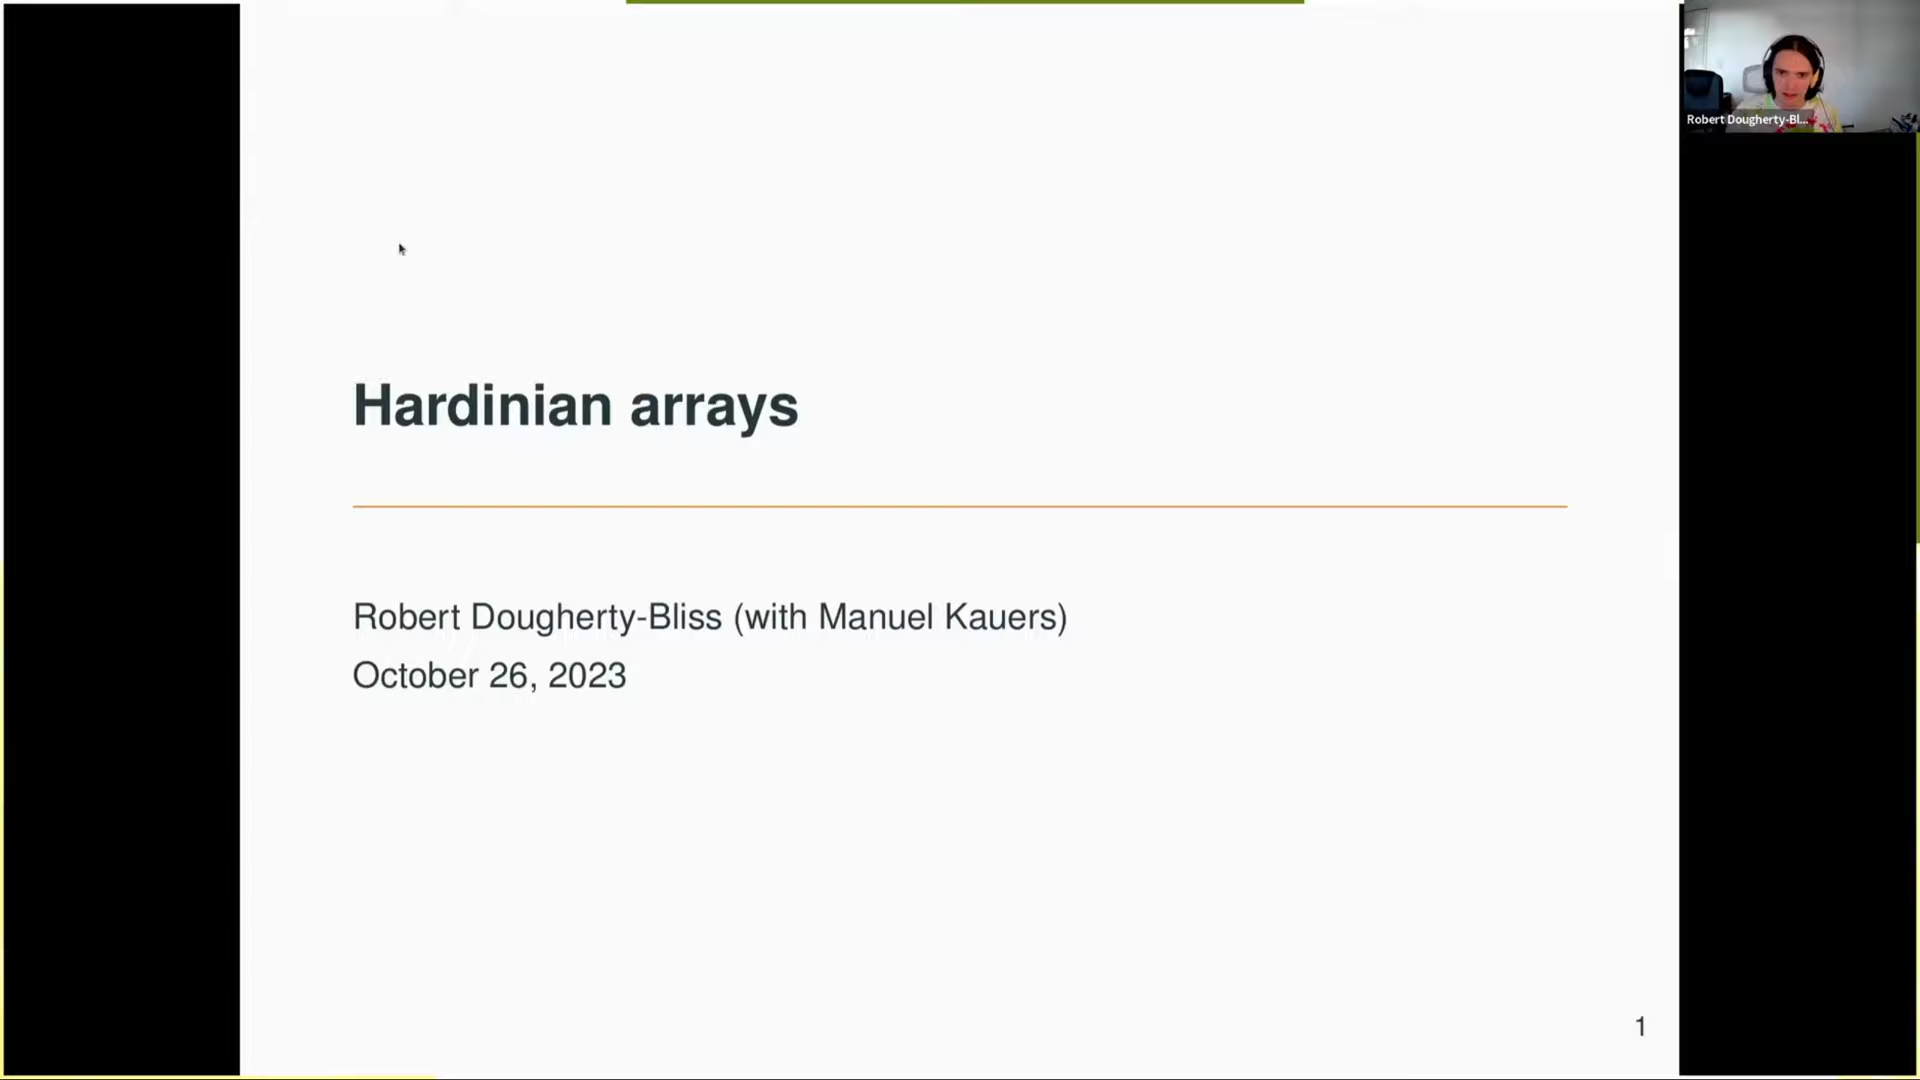 Robert Dougherty-Bl...
Hardinian arrays
Robert Dougherty-Bliss (with Manuel Kauers)
October 26, 2023
1